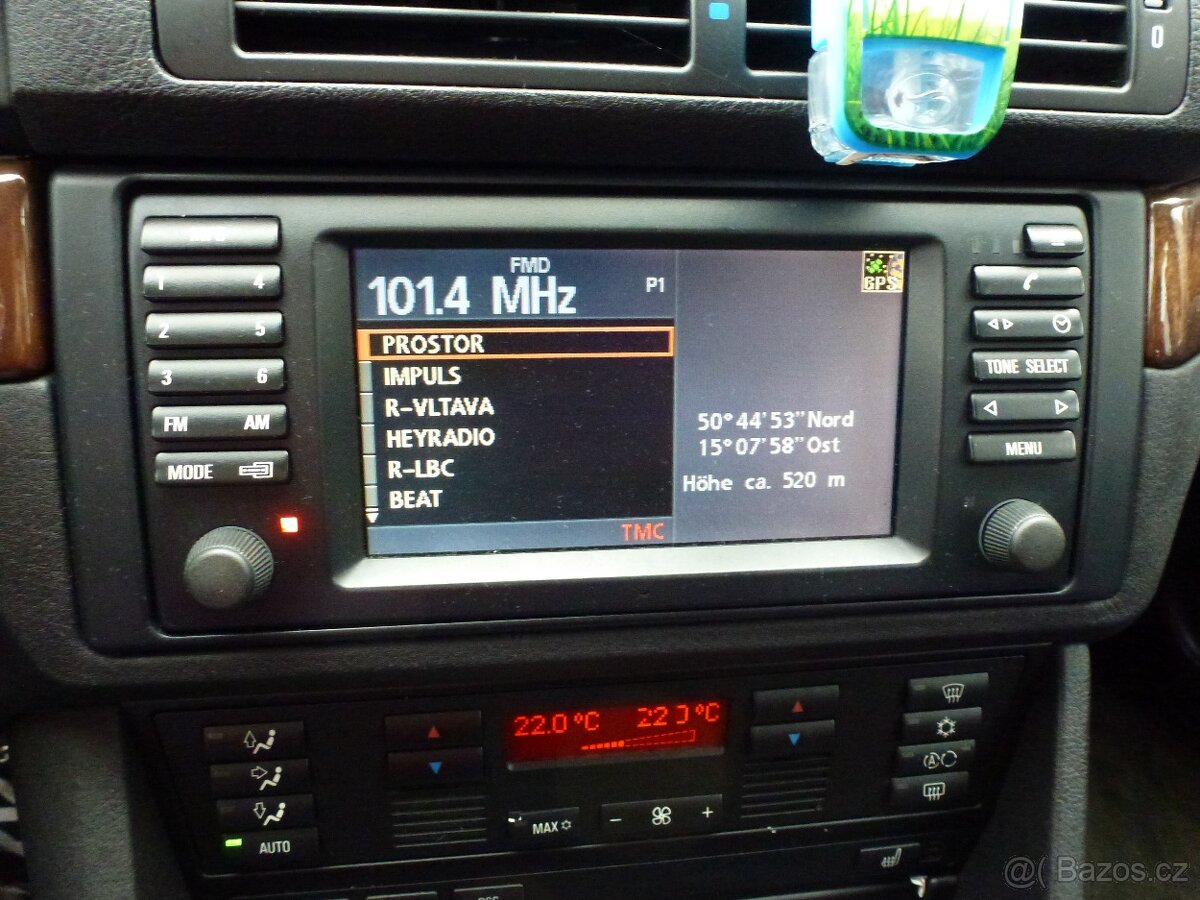 0
1 4
2 5
3 6
FM AM
MODE
FMD
101.4 MHz P1
PROSTOR
IMPULS
R-VLTAVA
HEYRADIO
R-LBC
BEAT
TMC
GPS
50°44'53"Nord
15°07'58"Ost
Höhe ca. 520 m
TONE SELECT
MENU
22.0°C
AUTO
MAX
- +
A
@( Bazos.cz